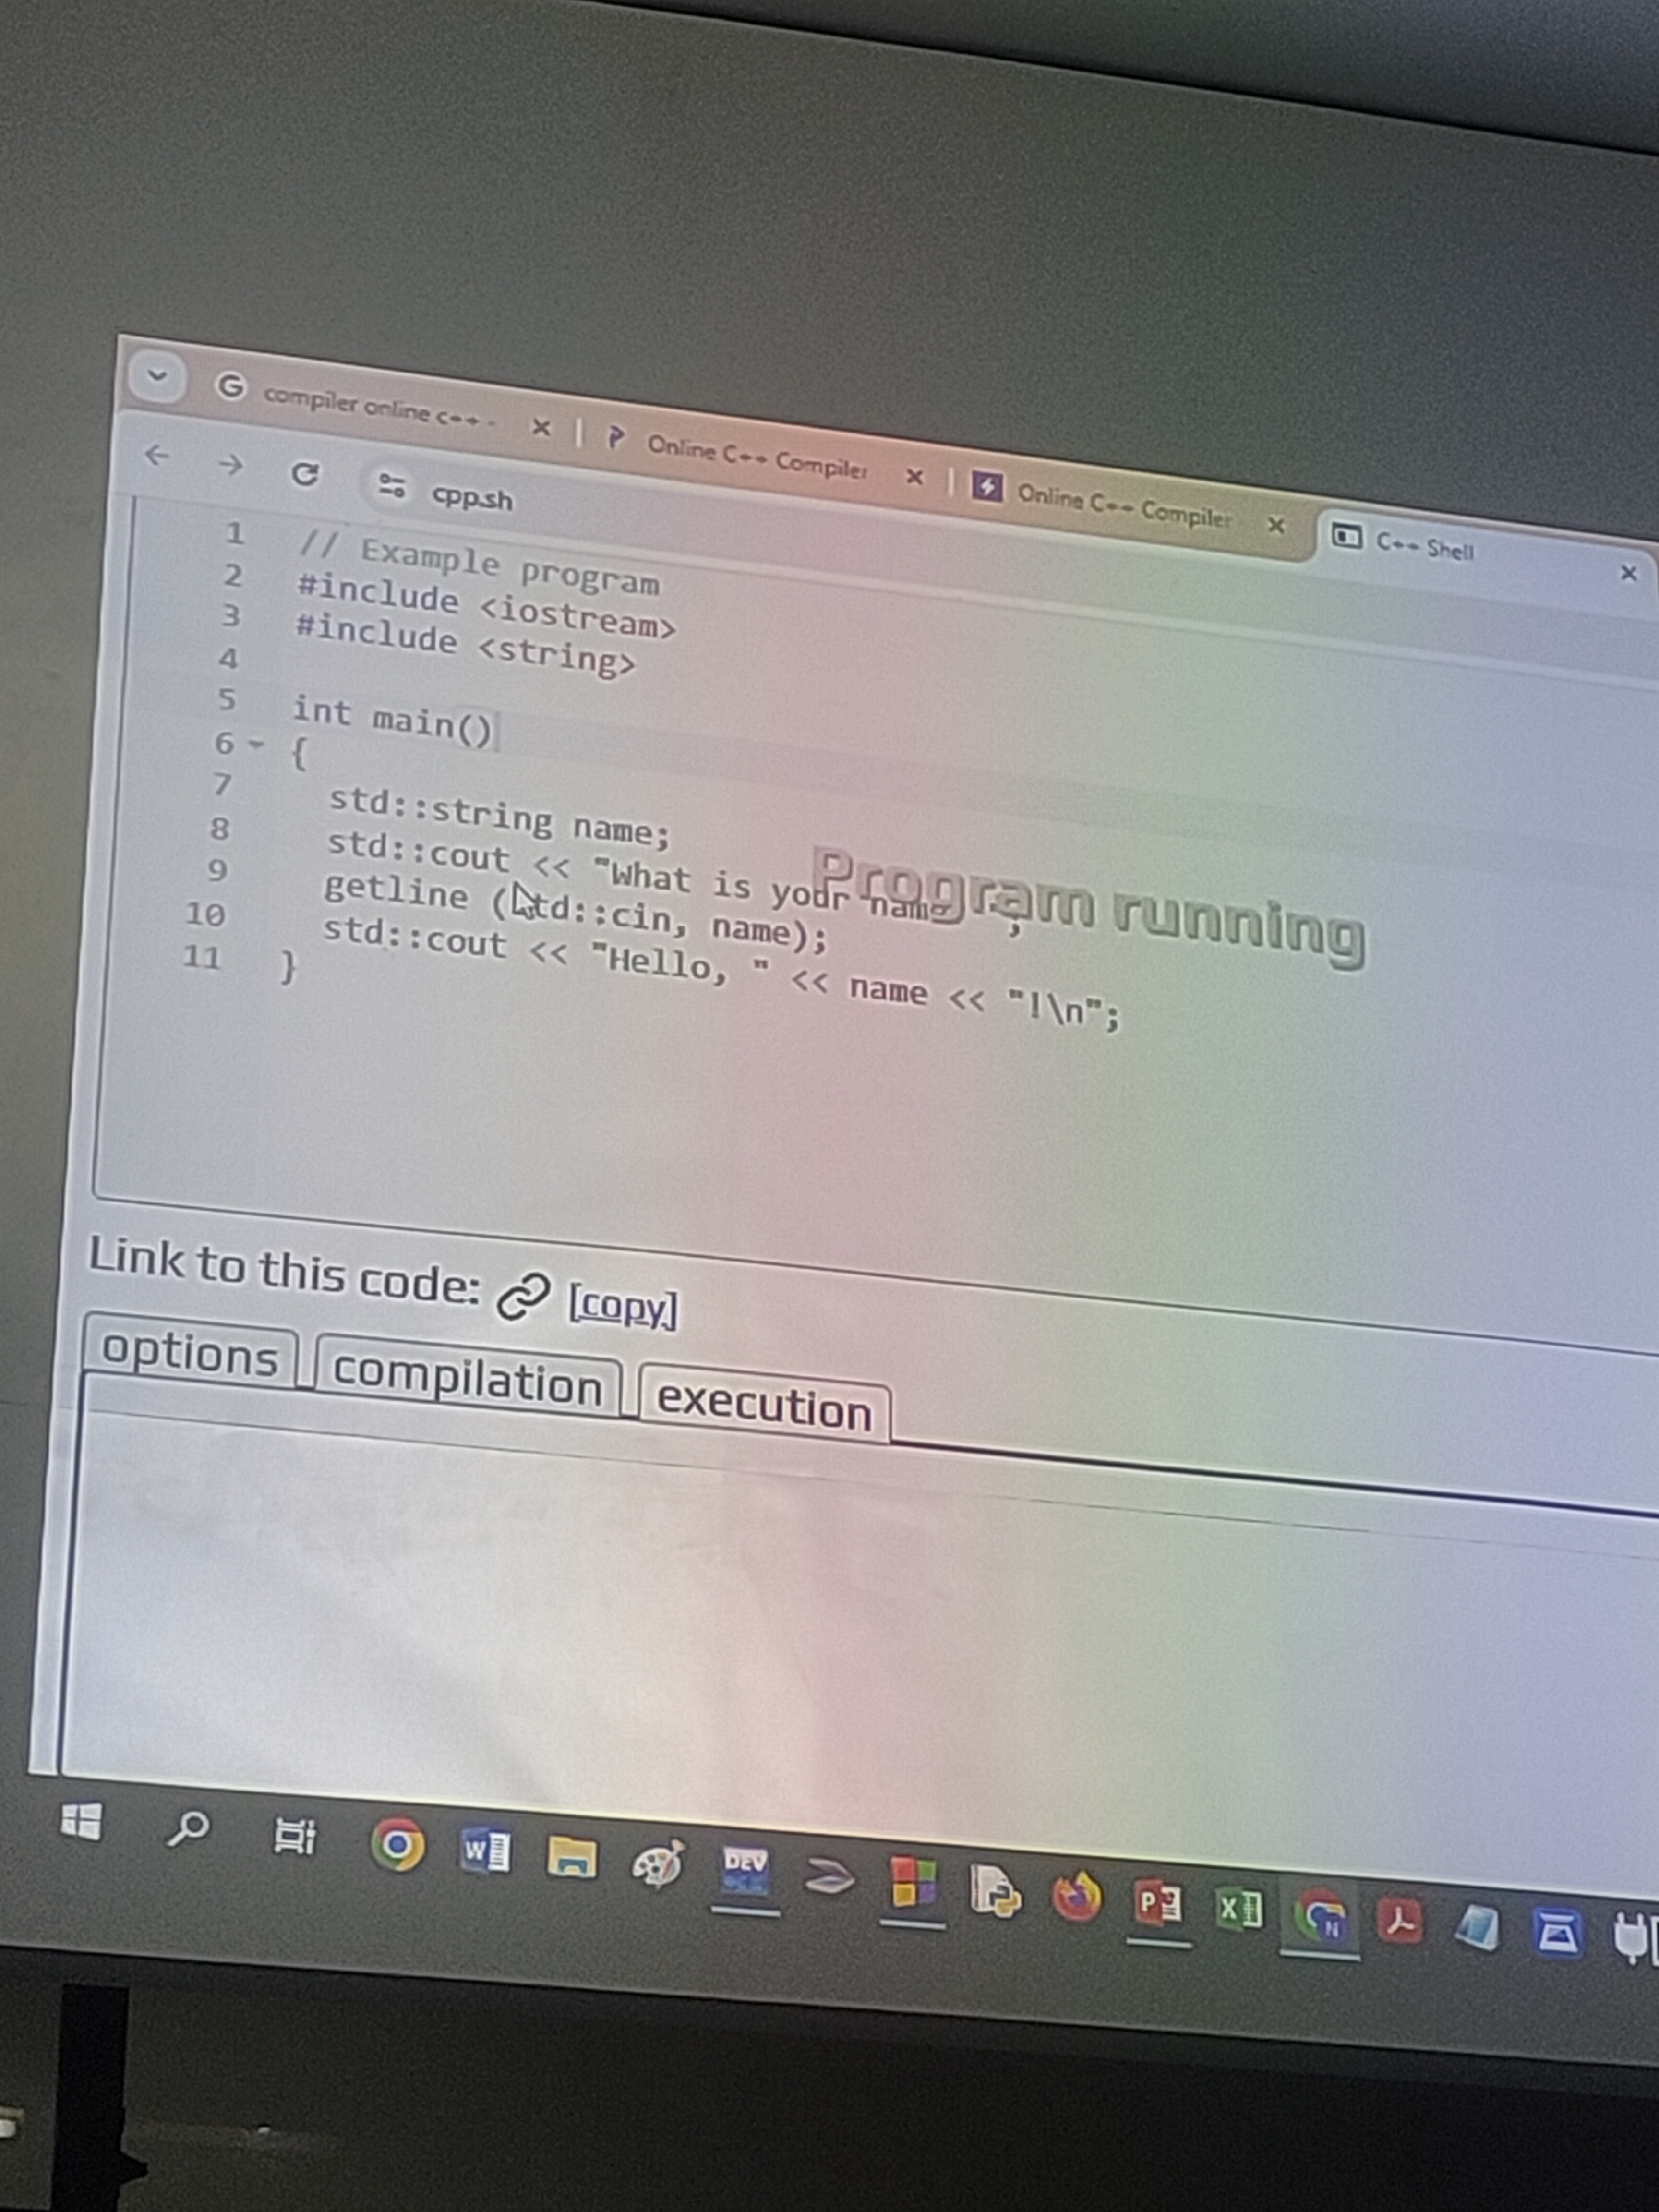 compiler online c++ -
Online C++ Compiler
Online C++ Compiler
C++ Shell
cpp.sh
1 // Example program
2 #include <iostream>
3 #include <string>
4
5 int main()
6 {
7 std::string name;
8 std::cout << "What is your name
9 getline (std::cin, name);
10 std::cout << "Hello, " << name << "!\n";
11 }
Program running
Link to this code: [copy]
options compilation execution
DEV